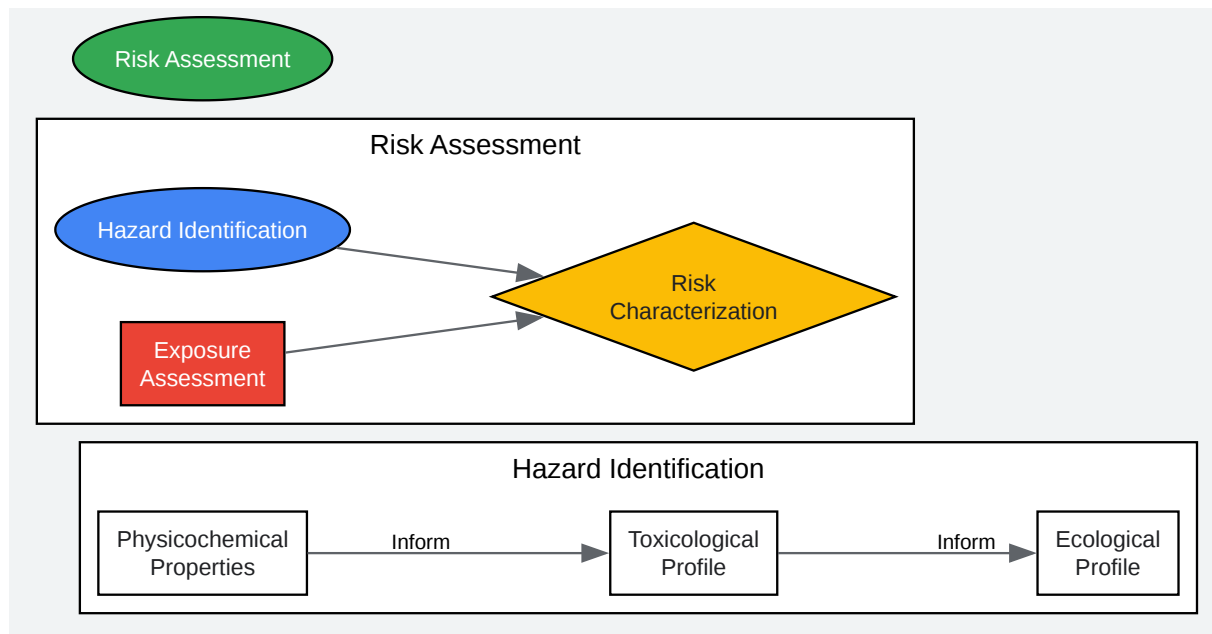 Risk Assessment
Risk Assessment
Hazard Identification
Risk
Characterization
Exposure
Assessment
Hazard Identification
Physicochemical
Properties
Inform
Toxicological
Profile
Inform
Ecological
Profile